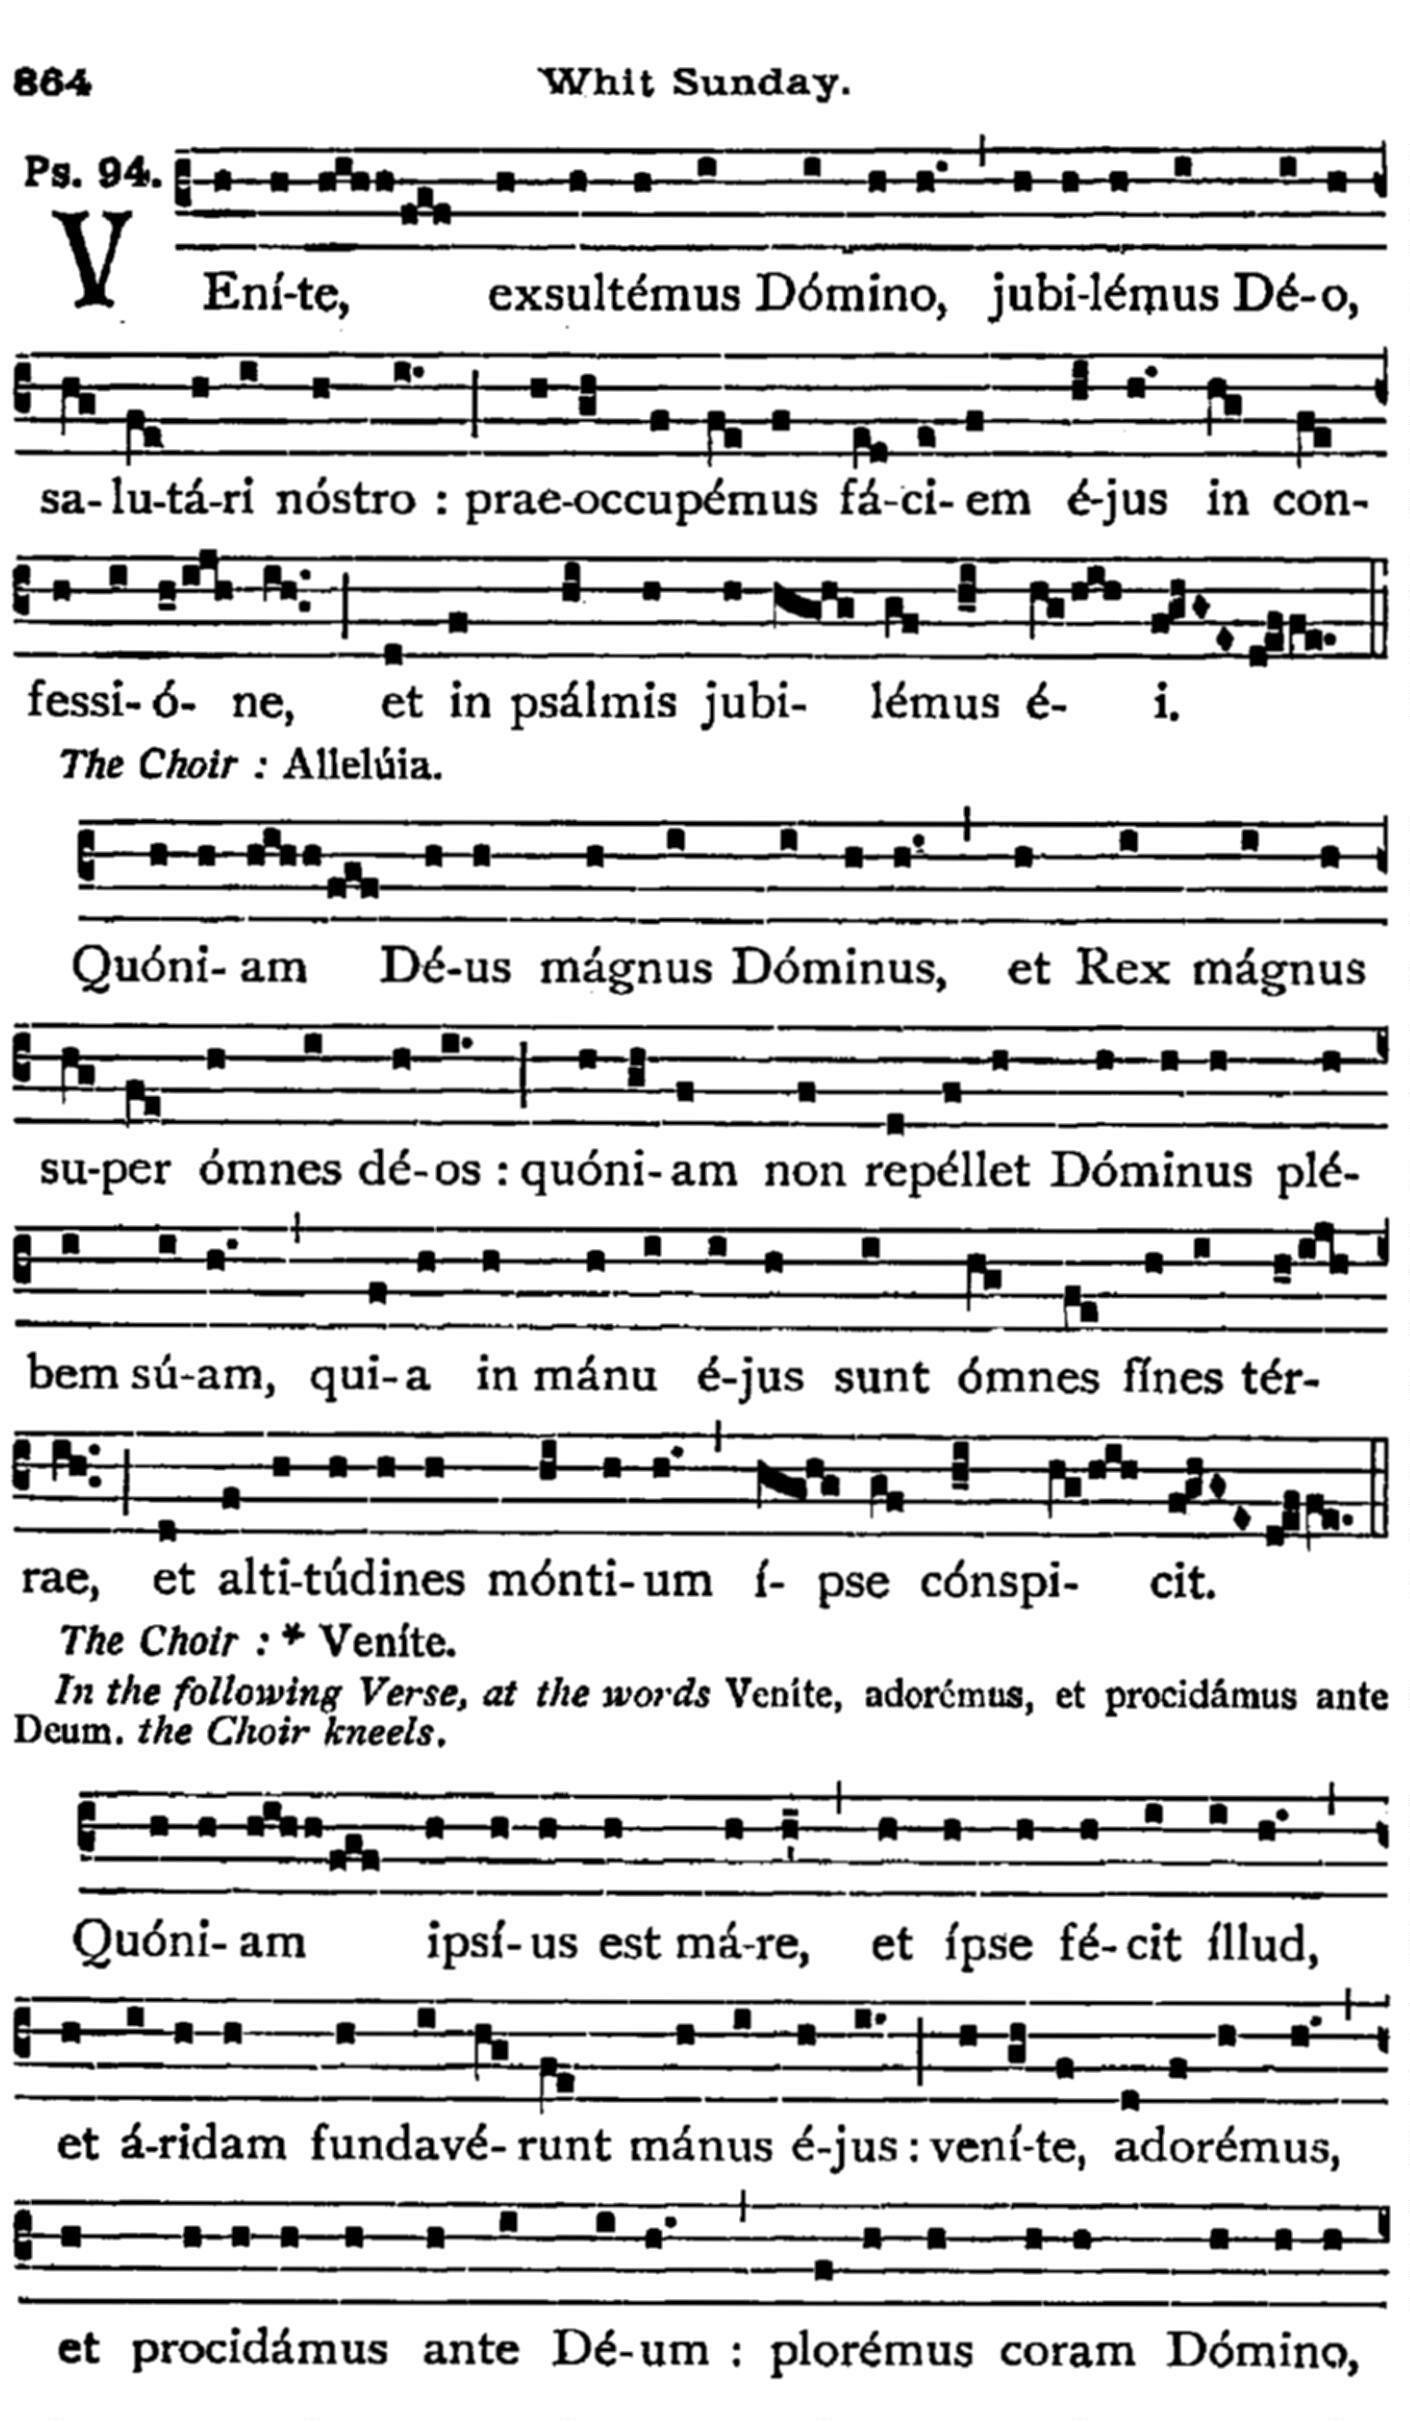 864 Whit Sunday.
Ps. 94.
VEní-te, exsultémus Dómino, jubi-lémus Dé-o,
sa-lu-tá-ri nóstro : prae-occupémus fá-ci-em é-jus in con-
fessi-ó- ne, et in psálmis jubi- lémus é- i.
The Choir : Allelúia.
Quóni- am Dé-us mágnus Dóminus, et Rex mágnus
su-per ómnes dé-os : quóni-am non repéllet Dóminus plé-
bem sú-am, qui-a in mánu é-jus sunt ómnes fínes tér-
rae, et alti-túdines mónti-um í- pse cónspi- cit.
The Choir : * Veníte.
In the following Verse, at the words Veníte, adorémus, et procidámus ante
Deum. the Choir kneels.
Quóni- am ipsí-us est má-re, et ípse fé-cit íllud,
et á-ridam fundavé-runt mánus é-jus : vení-te, adorémus,
et procidámus ante Dé-um : plorémus coram Dómino,